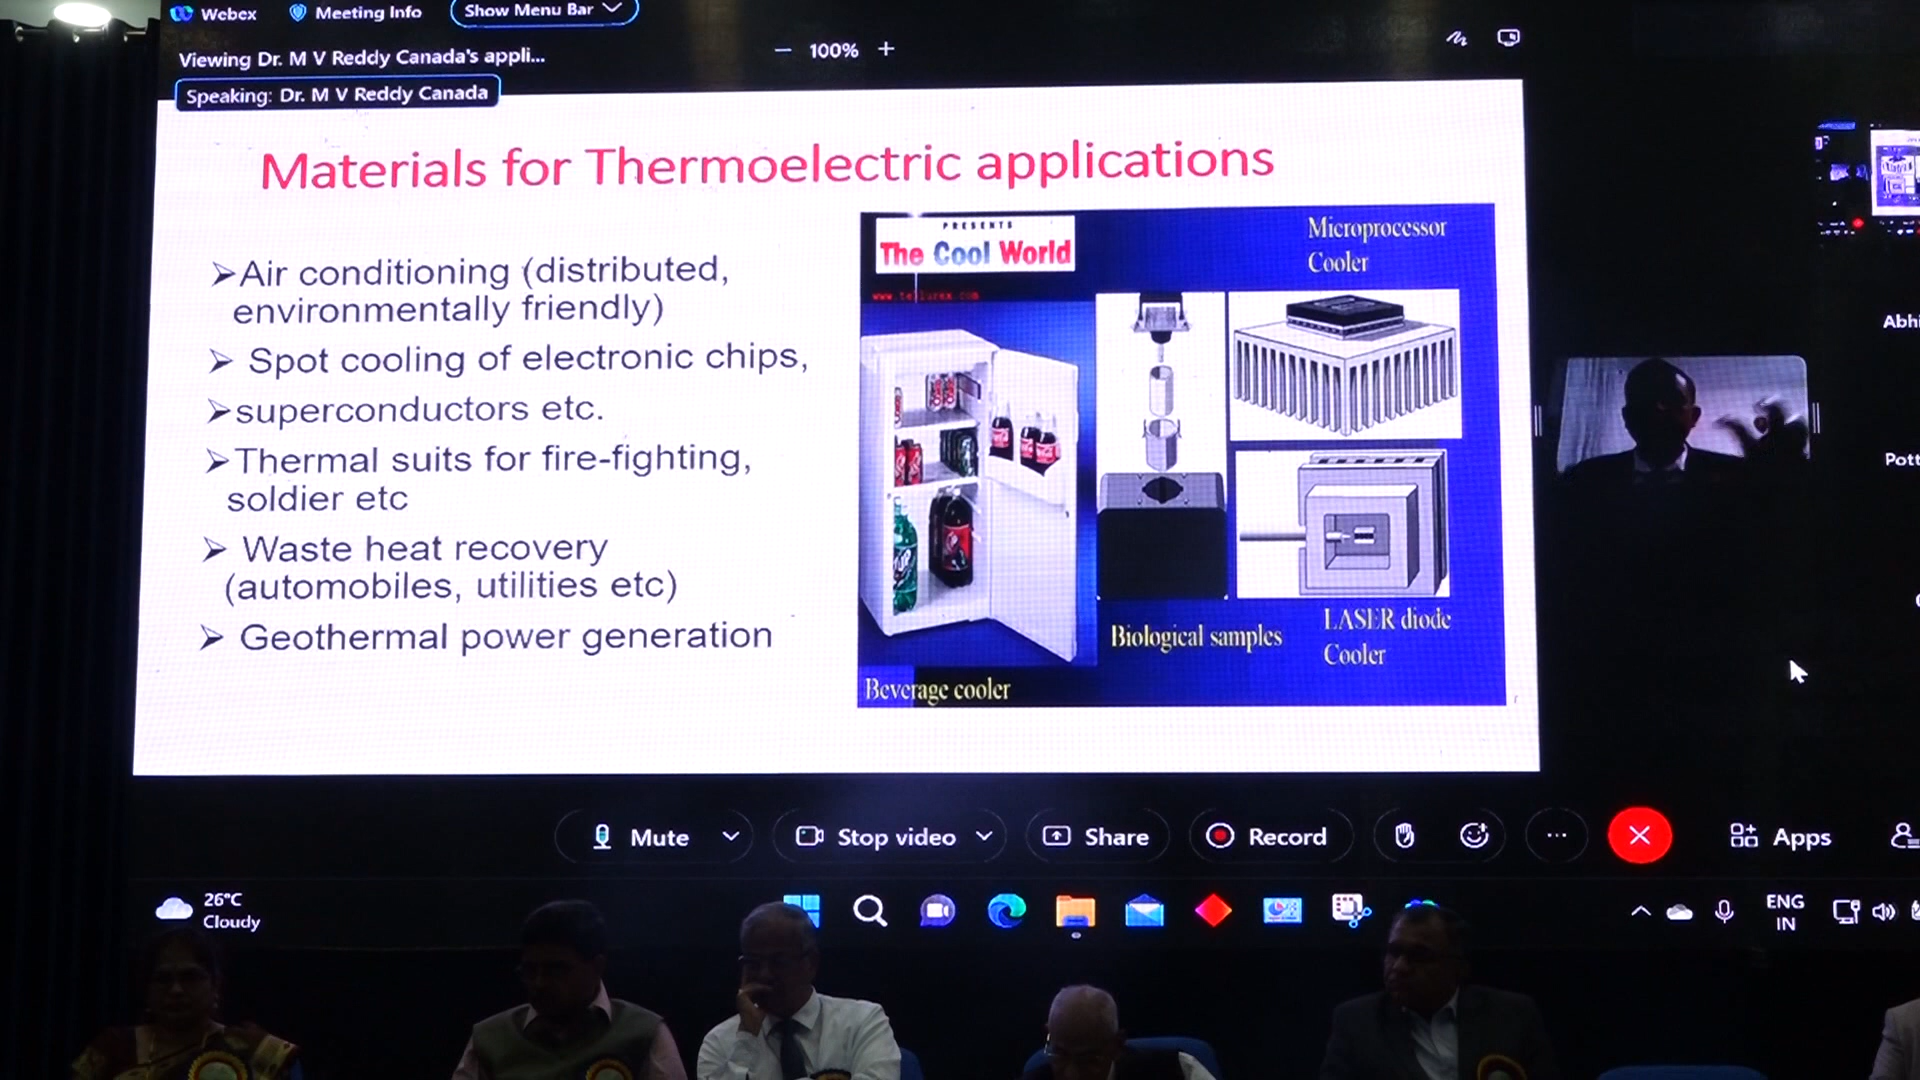 Webex Meeting Info Show Menu Bar
Viewing Dr. M V Reddy Canada's appli...
100%
Speaking: Dr. M V Reddy Canada
Materials for Thermoelectric applications
➢Air conditioning (distributed,
environmentally friendly)
➢ Spot cooling of electronic chips,
➢superconductors etc.
➢Thermal suits for fire-fighting,
soldier etc
➢ Waste heat recovery
(automobiles, utilities etc)
➢ Geothermal power generation
PRESENTS
The Cool World
www.tellurex.com
Microprocessor
Cooler
Biological samples
LASER diode
Cooler
Beverage cooler
Abhi
Pott
Mute Stop video Share Record Apps
26°C
Cloudy
ENG
IN